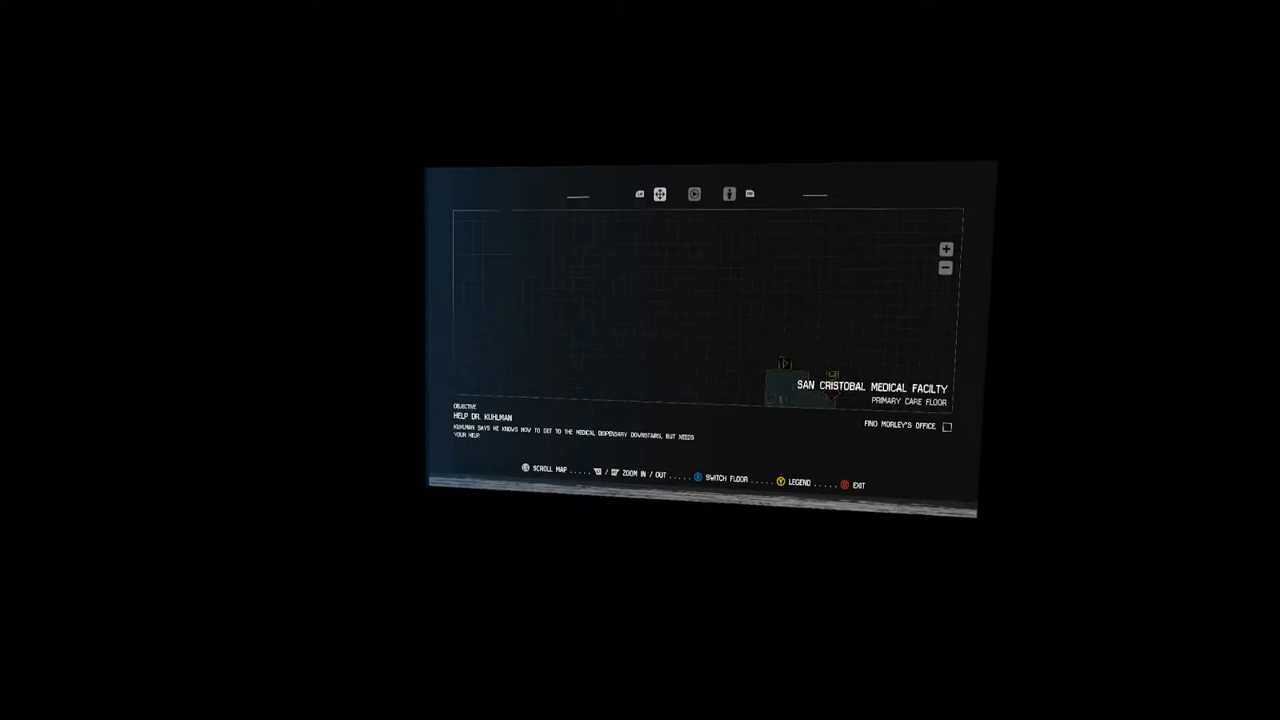 SAN CRISTOBAL MEDICAL FACILTY
PRIMARY CARE FLOOR
OBJECTIVE
HELP DR. KUHLMAN
KUHLMAN SAYS HE KNOWS HOW TO GET TO THE MEDICAL DISPENSARY DOWNSTAIRS, BUT NEEDS
YOUR HELP.
FIND MORLEY'S OFFICE.
SCROLL MAP ..... / ZOOM IN / OUT ..... X SWITCH FLOOR ..... Y LEGEND ..... B EXIT